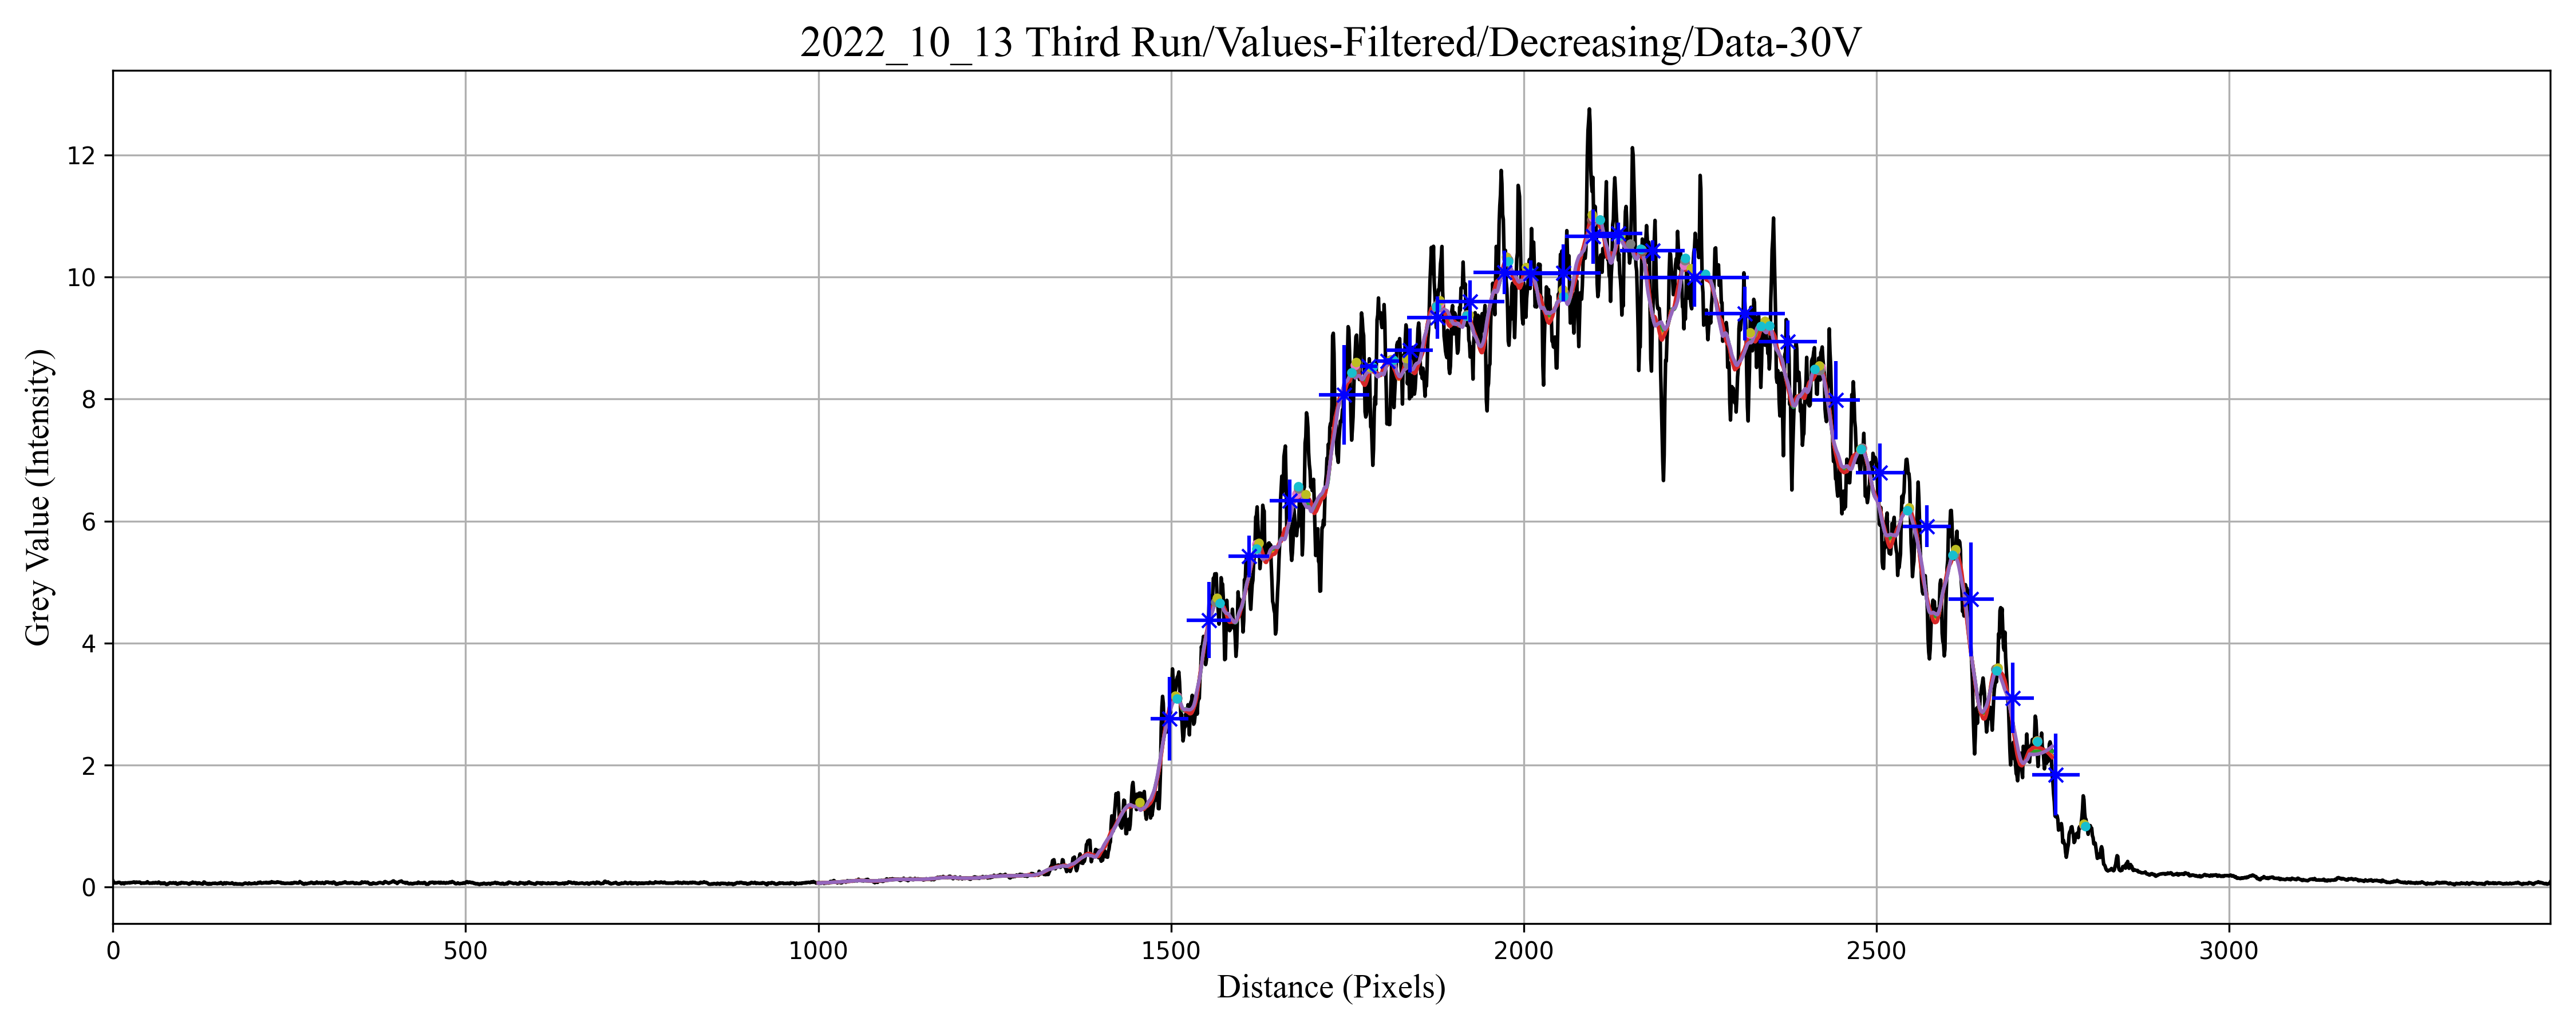 2022_10_13 Third Run/Values-Filtered/Decreasing/Data-30V
Grey Value (Intensity)
12
10
8
6
4
2
0
0 500 1000 1500 2000 2500 3000
Distance (Pixels)